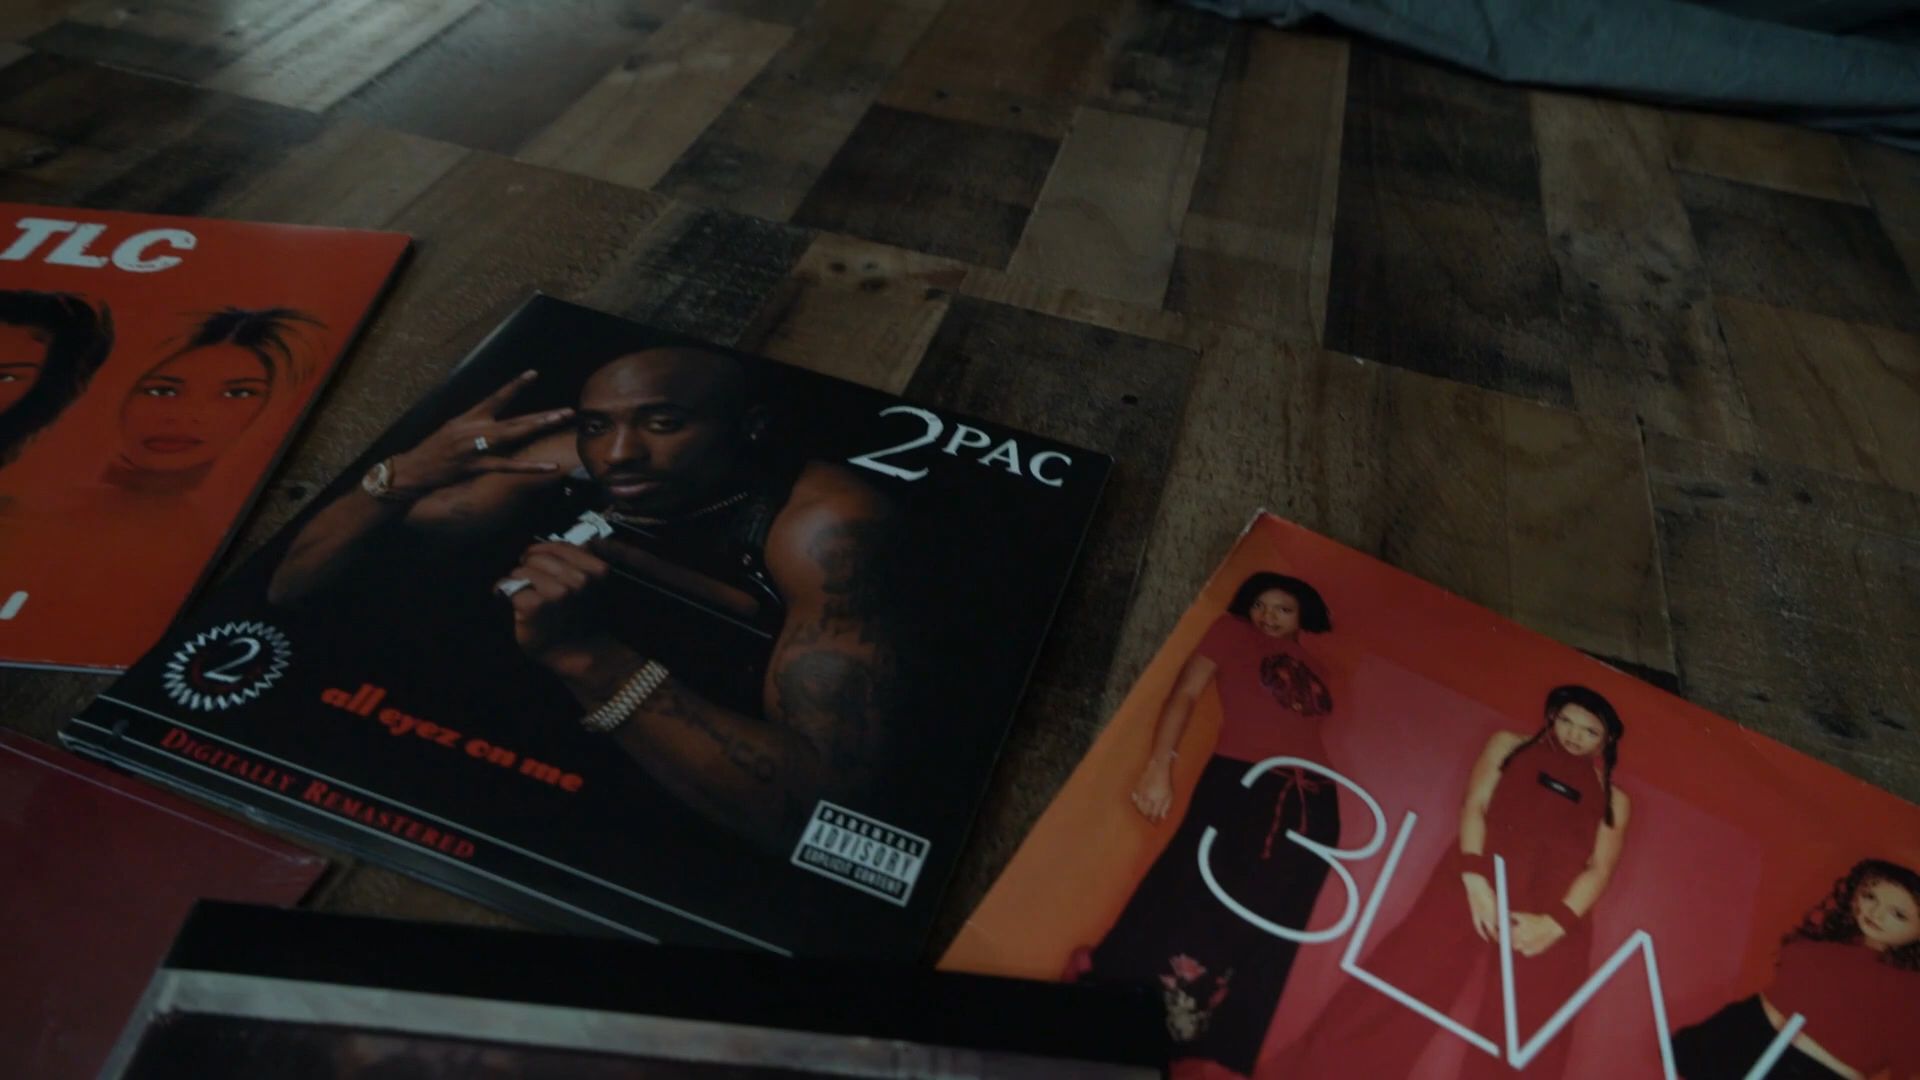 TLC
2PAC
2
all eyez on me
DIGITALLY REMASTERED
PARENTAL
ADVISORY
EXPLICIT CONTENT
3LW